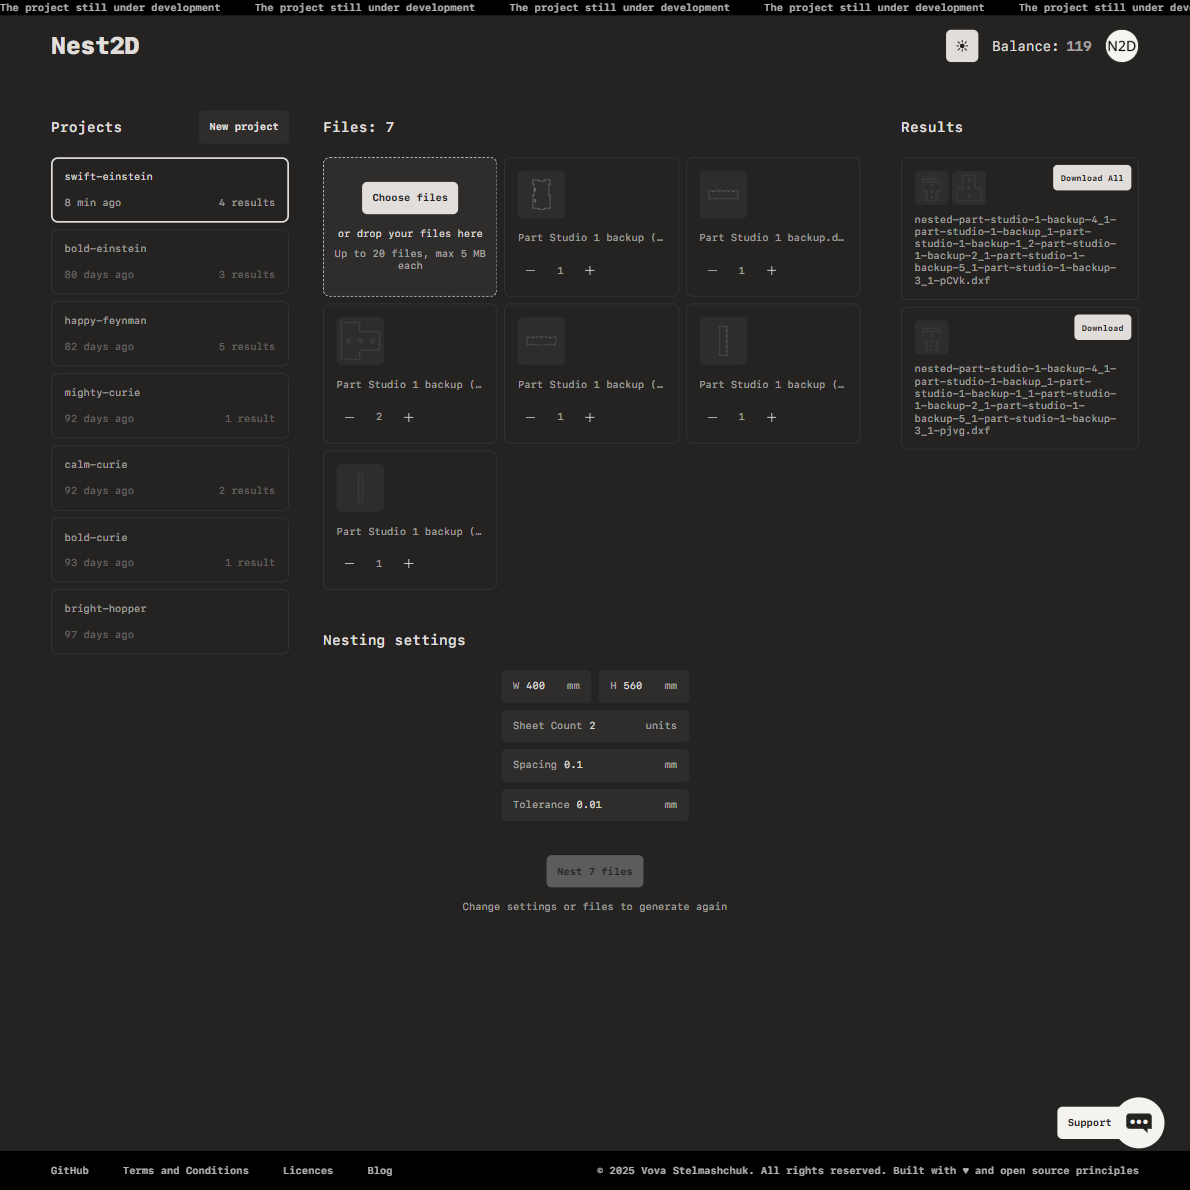 The project still under development The project still under development The project still under development The project still under development The project still under dev
Nest2D
Balance: 119
N2D
Projects
New project
swift-einstein
8 min ago 4 results
bold-einstein
80 days ago 3 results
happy-feynman
82 days ago 5 results
mighty-curie
92 days ago 1 result
calm-curie
92 days ago 2 results
bold-curie
93 days ago 1 result
bright-hopper
97 days ago
Files: 7
Choose files
or drop your files here
Up to 20 files, max 5 MB
each
Part Studio 1 backup (…
— 1 +
Part Studio 1 backup.d…
— 1 +
Part Studio 1 backup (…
— 2 +
Part Studio 1 backup (…
— 1 +
Part Studio 1 backup (…
— 1 +
Part Studio 1 backup (…
— 1 +
Nesting settings
W 400 mm
H 560 mm
Sheet Count 2 units
Spacing 0.1 mm
Tolerance 0.01 mm
Nest 7 files
Change settings or files to generate again
Results
Download All
nested-part-studio-1-backup-4_1-
part-studio-1-backup_1-part-
studio-1-backup-1_2-part-studio-
1-backup-2_1-part-studio-1-
backup-5_1-part-studio-1-backup-
3_1-pCVk.dxf
Download
nested-part-studio-1-backup-4_1-
part-studio-1-backup_1-part-
studio-1-backup-1_1-part-studio-
1-backup-2_1-part-studio-1-
backup-5_1-part-studio-1-backup-
3_1-pjvg.dxf
Support
GitHub Terms and Conditions Licences Blog
© 2025 Vova Stelmashchuk. All rights reserved. Built with ♥ and open source principles